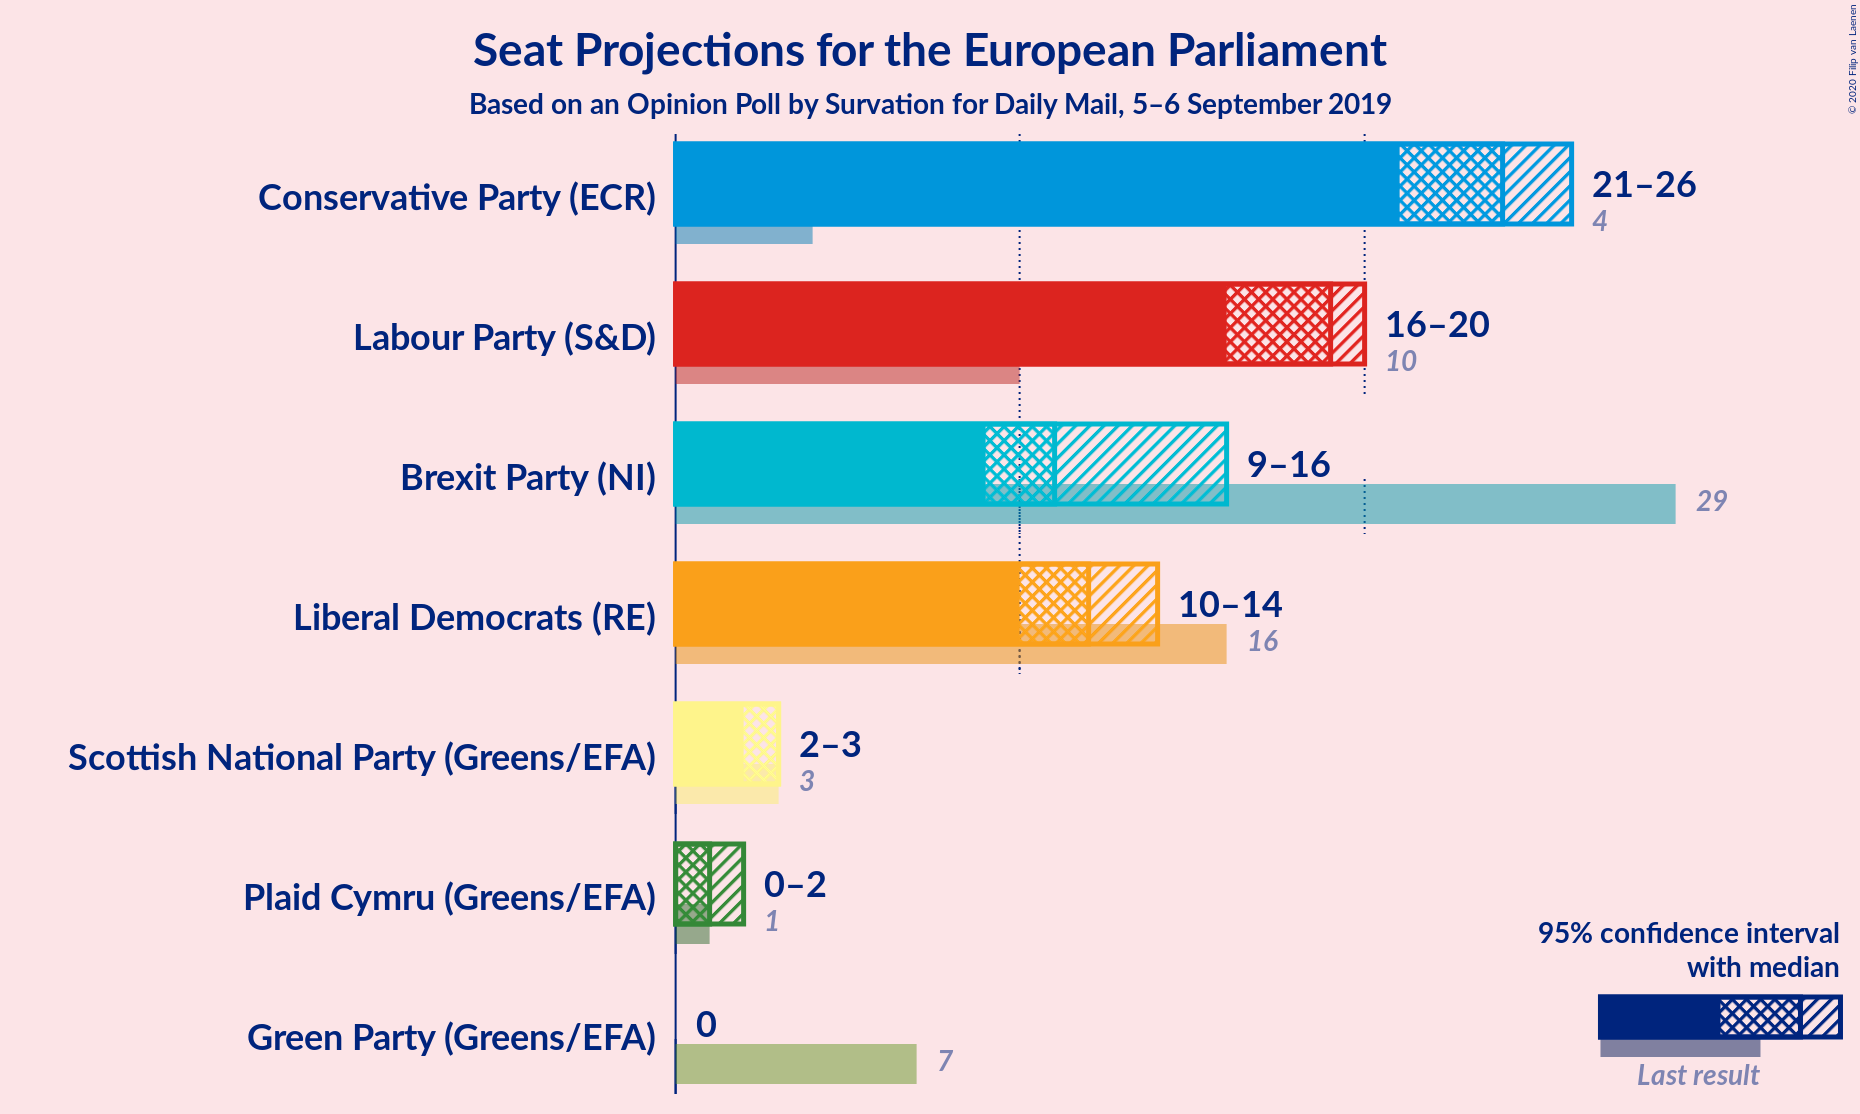 Seat Projections for the European Parliament
Based on an Opinion Poll by Survation for Daily Mail, 5–6 September 2019
© 2020 Filip van Laenen
Conservative Party (ECR)
21–26
4
Labour Party (S&D)
16–20
10
Brexit Party (NI)
9–16
29
Liberal Democrats (RE)
10–14
16
Scottish National Party (Greens/EFA)
2–3
3
Plaid Cymru (Greens/EFA)
0–2
1
Green Party (Greens/EFA)
0
7
95% confidence interval
with median
Last result